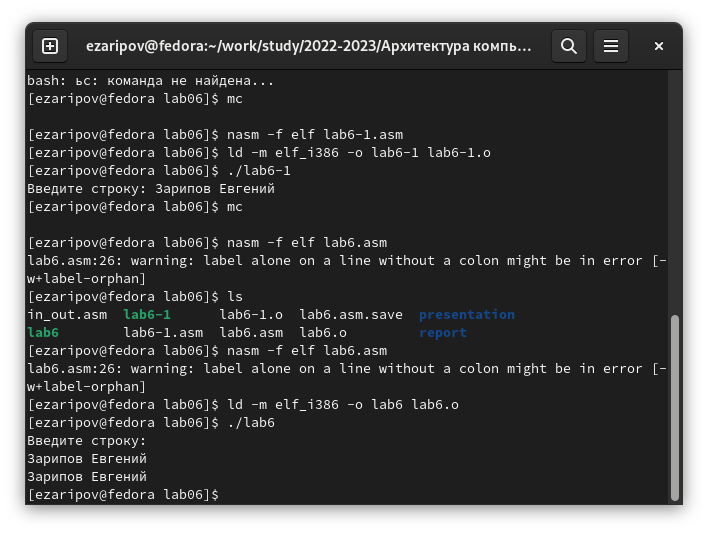 ezaripov@fedora:~/work/study/2022-2023/Архитектура компь...
bash: ьс: команда не найдена...
[ezaripov@fedora lab06]$ mc
[ezaripov@fedora lab06]$ nasm -f elf lab6-1.asm
[ezaripov@fedora lab06]$ ld -m elf_i386 -o lab6-1 lab6-1.o
[ezaripov@fedora lab06]$ ./lab6-1
Введите строку: Зарипов Евгений
[ezaripov@fedora lab06]$ mc
[ezaripov@fedora lab06]$ nasm -f elf lab6.asm
lab6.asm:26: warning: label alone on a line without a colon might be in error [-
w+label-orphan]
[ezaripov@fedora lab06]$ ls
in_out.asm lab6-1 lab6-1.o lab6.asm.save presentation
lab6 lab6-1.asm lab6.asm lab6.o report
[ezaripov@fedora lab06]$ nasm -f elf lab6.asm
lab6.asm:26: warning: label alone on a line without a colon might be in error [-
w+label-orphan]
[ezaripov@fedora lab06]$ ld -m elf_i386 -o lab6 lab6.o
[ezaripov@fedora lab06]$ ./lab6
Введите строку:
Зарипов Евгений
Зарипов Евгений
[ezaripov@fedora lab06]$